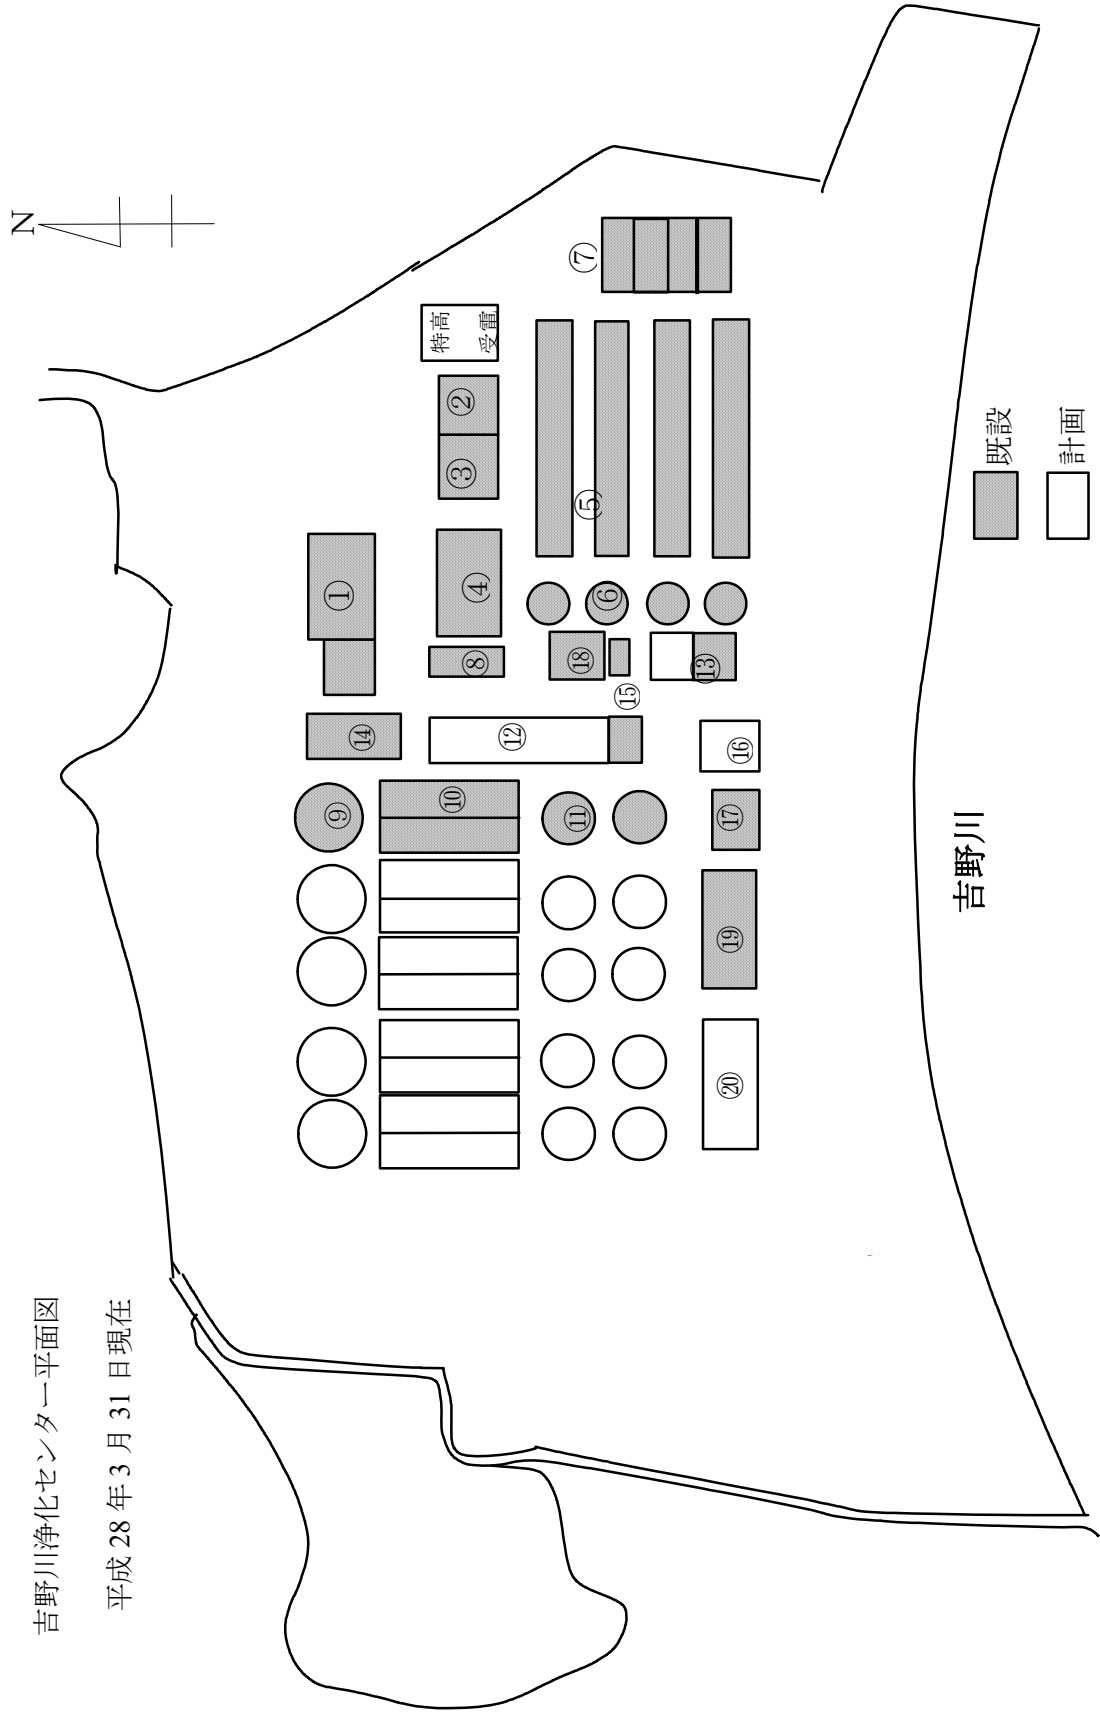 吉野川浄化センター平面図
平成 28 年 3 月 31 日現在
N
特高
受電
①
②
③
④
⑤
⑥
⑦
⑧
⑨
⑩
⑪
⑫
⑬
⑭
⑮
⑯
⑰
⑱
⑲
⑳
吉野川
既設
計画